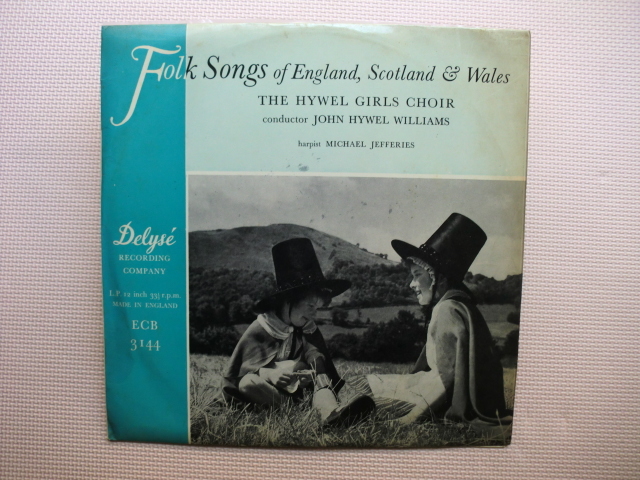 Folk Songs of England, Scotland & Wales
THE HYWEL GIRLS CHOIR
conductor JOHN HYWEL WILLIAMS
harpist MICHAEL JEFFERIES
Delysé
RECORDING
COMPANY
L.P. 12 inch 33⅓ r.p.m.
MADE IN ENGLAND
ECB
3144